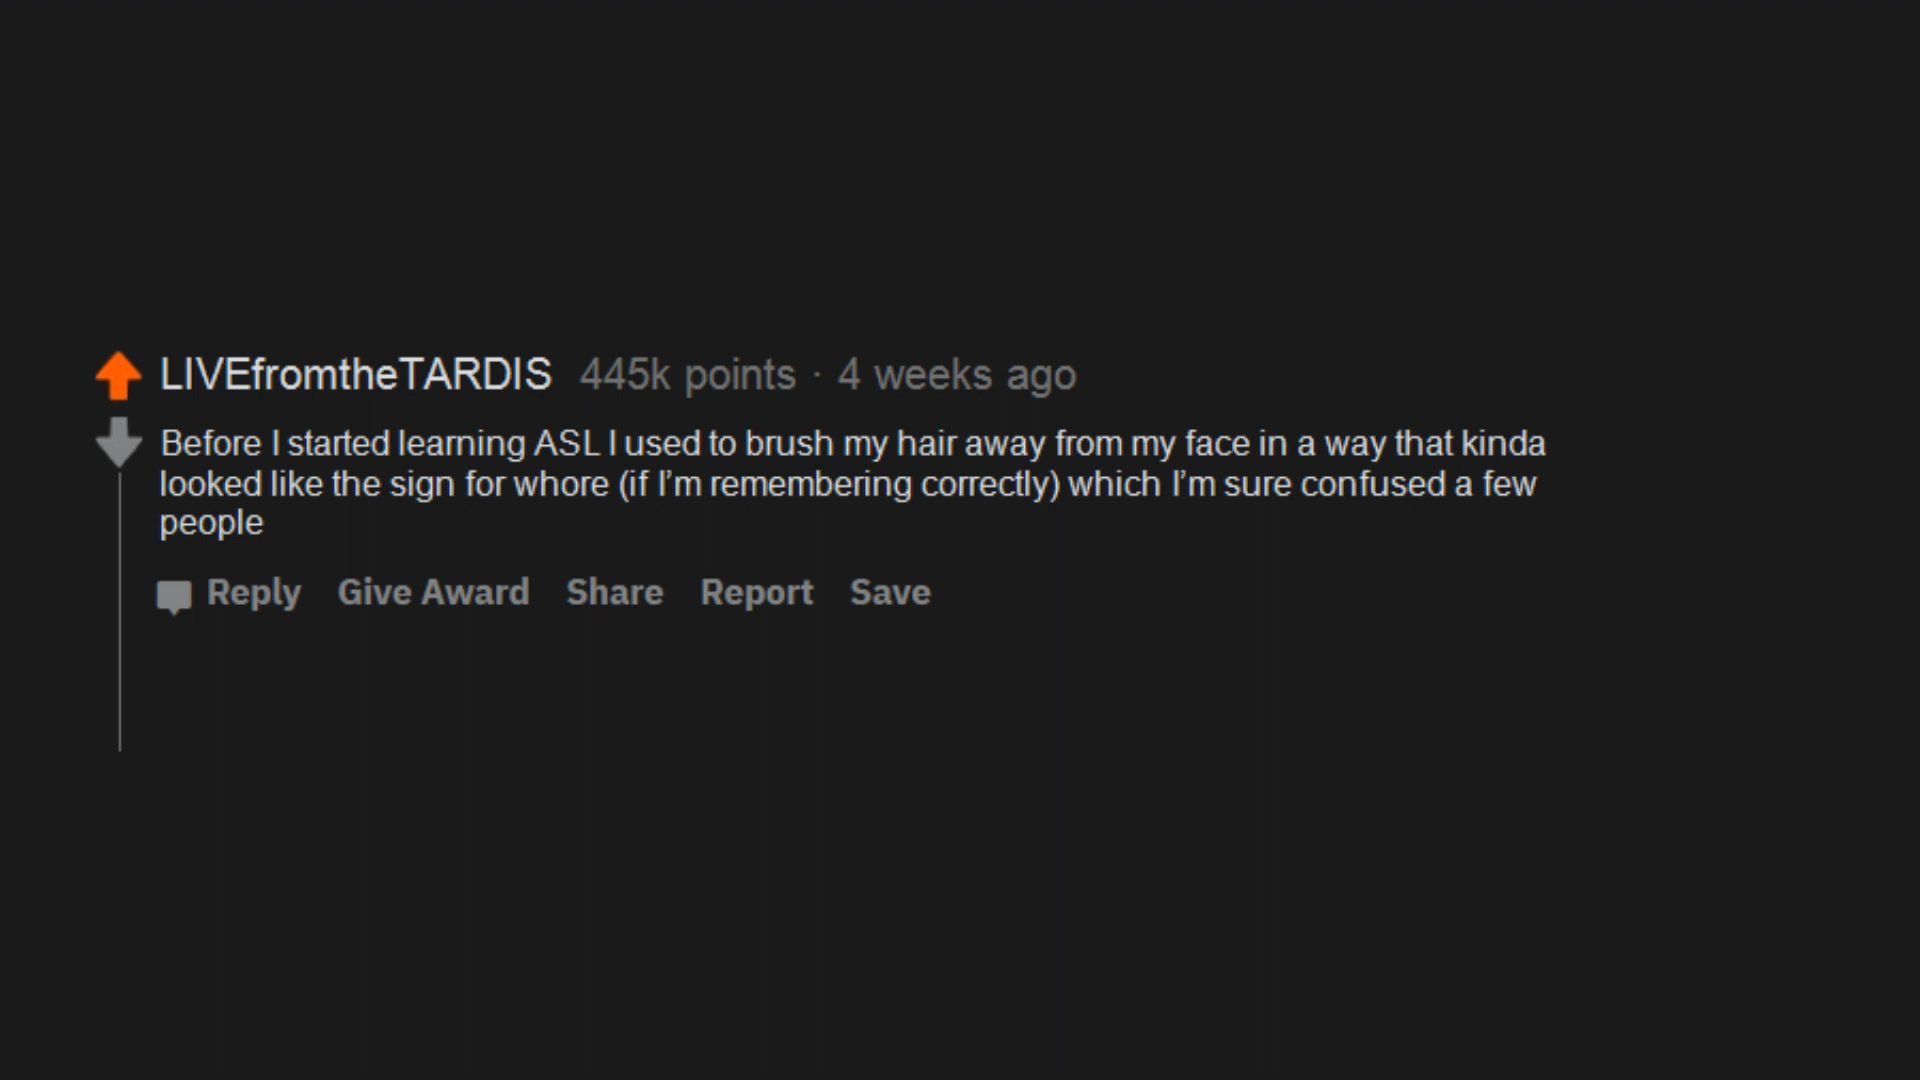 LIVEfromtheTARDIS 445k points · 4 weeks ago
Before I started learning ASL I used to brush my hair away from my face in a way that kinda
looked like the sign for whore (if I’m remembering correctly) which I’m sure confused a few
people
Reply Give Award Share Report Save